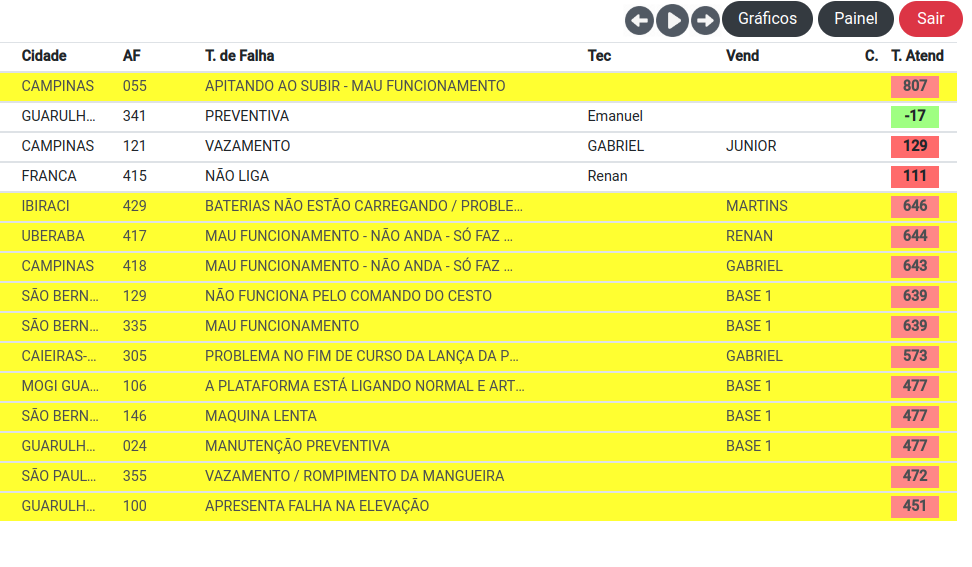 Gráficos Painel Sair
Cidade AF T. de Falha Tec Vend C. T. Atend
CAMPINAS 055 APITANDO AO SUBIR - MAU FUNCIONAMENTO 807
GUARULH... 341 PREVENTIVA Emanuel -17
CAMPINAS 121 VAZAMENTO GABRIEL JUNIOR 129
FRANCA 415 NÃO LIGA Renan 111
IBIRACI 429 BATERIAS NÃO ESTÃO CARREGANDO / PROBLE... MARTINS 646
UBERABA 417 MAU FUNCIONAMENTO - NÃO ANDA - SÓ FAZ ... RENAN 644
CAMPINAS 418 MAU FUNCIONAMENTO - NÃO ANDA - SÓ FAZ ... GABRIEL 643
SÃO BERN... 129 NÃO FUNCIONA PELO COMANDO DO CESTO BASE 1 639
SÃO BERN... 335 MAU FUNCIONAMENTO BASE 1 639
CAIEIRAS-... 305 PROBLEMA NO FIM DE CURSO DA LANÇA DA P... GABRIEL 573
MOGI GUA... 106 A PLATAFORMA ESTÁ LIGANDO NORMAL E ART... BASE 1 477
SÃO BERN... 146 MAQUINA LENTA BASE 1 477
GUARULH... 024 MANUTENÇÃO PREVENTIVA BASE 1 477
SÃO PAUL... 355 VAZAMENTO / ROMPIMENTO DA MANGUEIRA 472
GUARULH... 100 APRESENTA FALHA NA ELEVAÇÃO 451